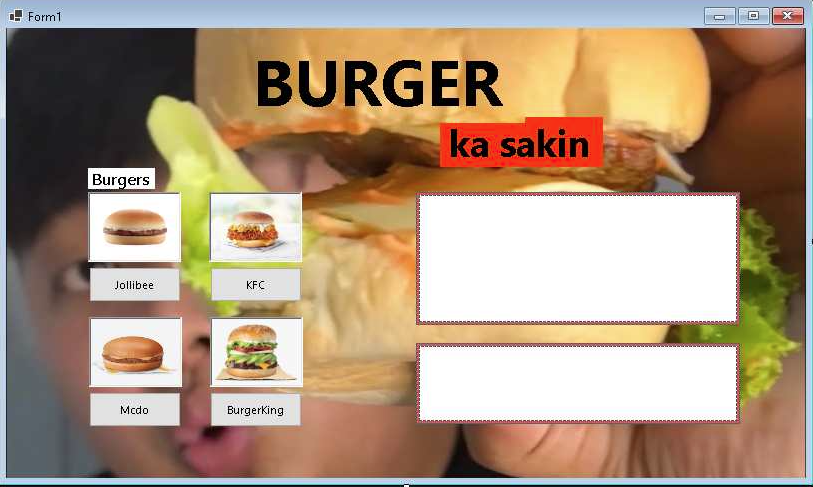 Form1
BURGER
ka sakin
Burgers
Jollibee
KFC
Mcdo
BurgerKing